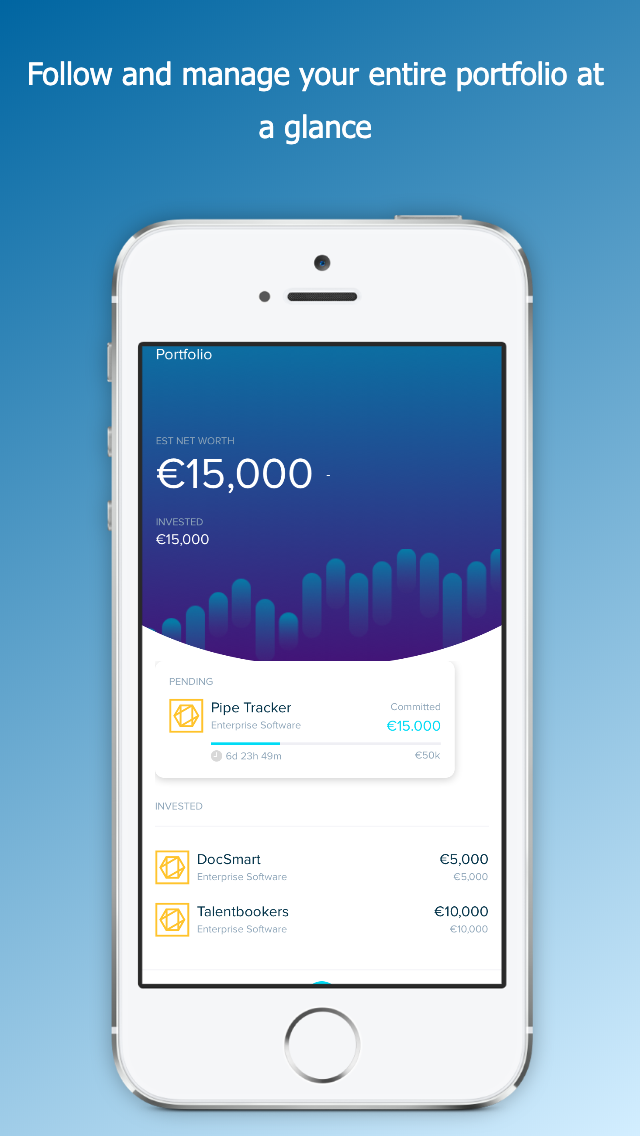 Follow and manage your entire portfolio at
a glance
Portfolio
EST NET WORTH
€15,000 -
INVESTED
€15,000
PENDING
Pipe Tracker
Committed
Enterprise Software
€15.000
6d 23h 49m
€50k
INVESTED
DocSmart
€5,000
Enterprise Software
€5,000
Talentbookers
€10,000
Enterprise Software
€10,000